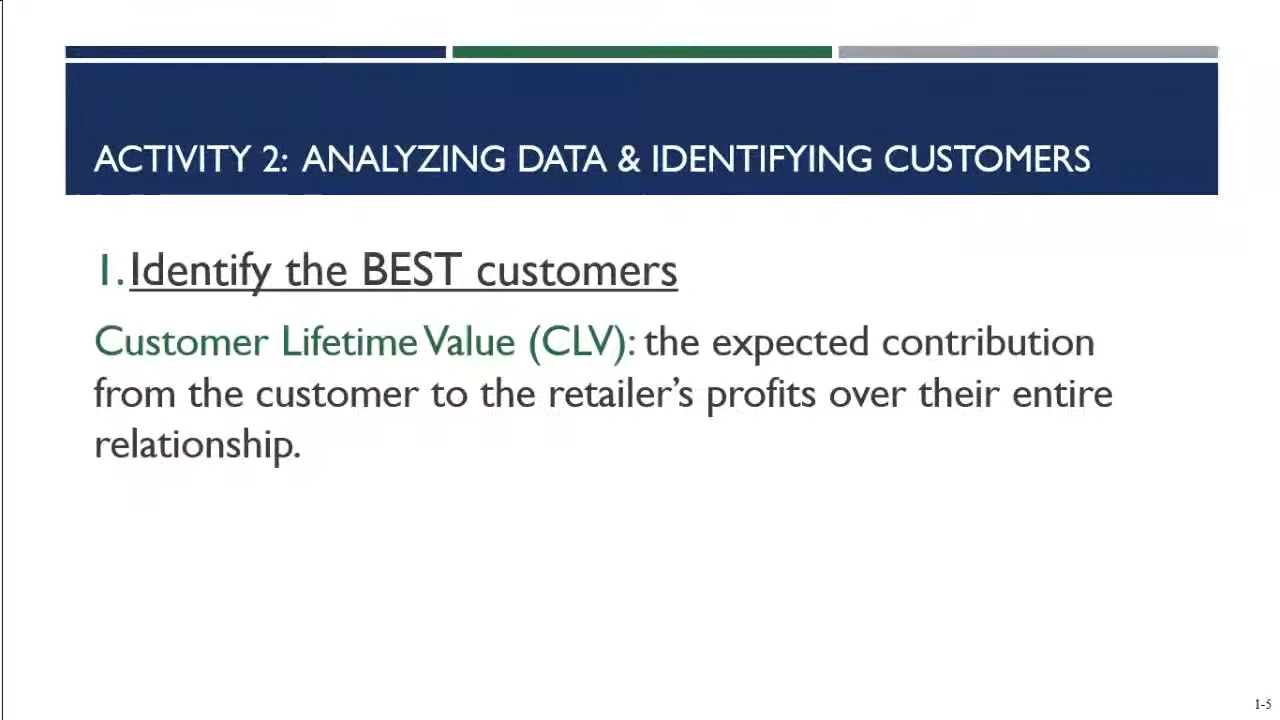 ACTIVITY 2: ANALYZING DATA & IDENTIFYING CUSTOMERS
1. Identify the BEST customers
Customer Lifetime Value (CLV): the expected contribution
from the customer to the retailer’s profits over their entire
relationship.
1-5